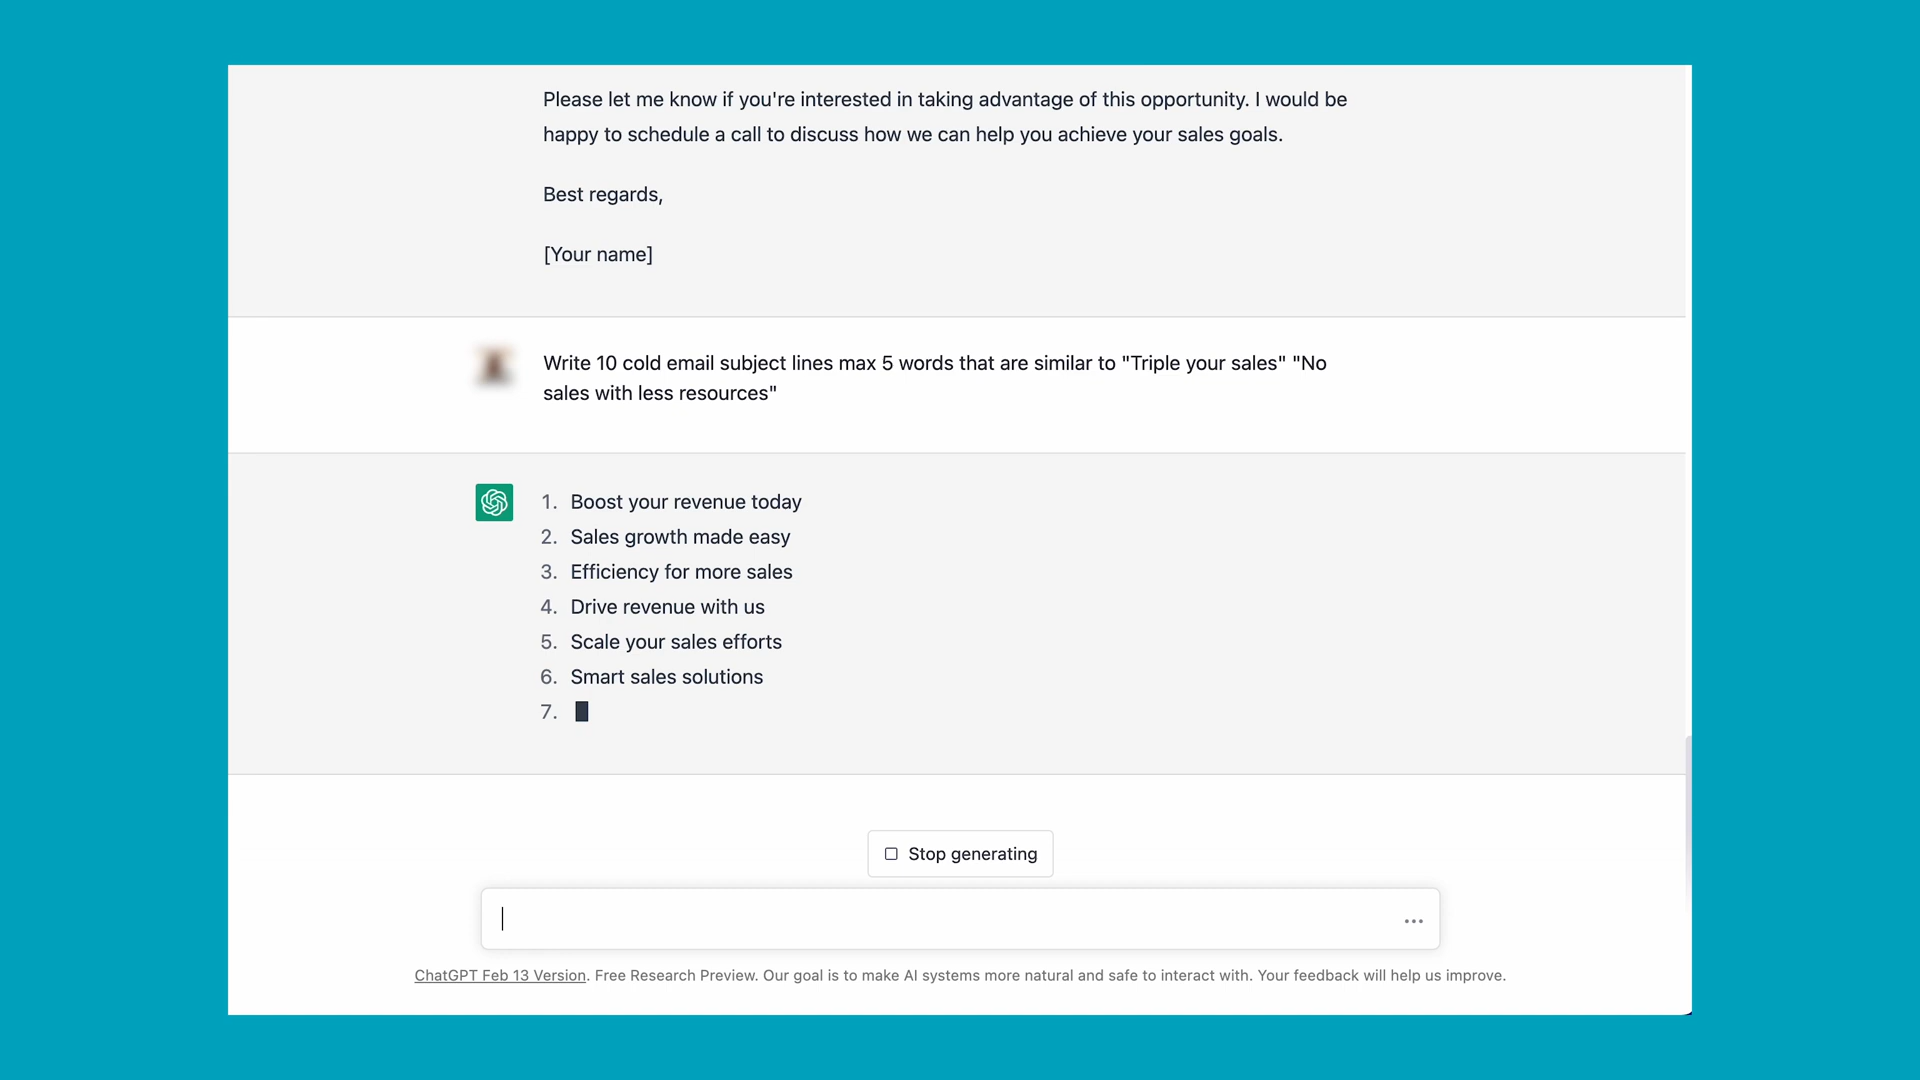 Please let me know if you're interested in taking advantage of this opportunity. I would be
happy to schedule a call to discuss how we can help you achieve your sales goals.
Best regards,
[Your name]
Write 10 cold email subject lines max 5 words that are similar to "Triple your sales" "No
sales with less resources"
1. Boost your revenue today
2. Sales growth made easy
3. Efficiency for more sales
4. Drive revenue with us
5. Scale your sales efforts
6. Smart sales solutions
7.
Stop generating
ChatGPT Feb 13 Version. Free Research Preview. Our goal is to make AI systems more natural and safe to interact with. Your feedback will help us improve.